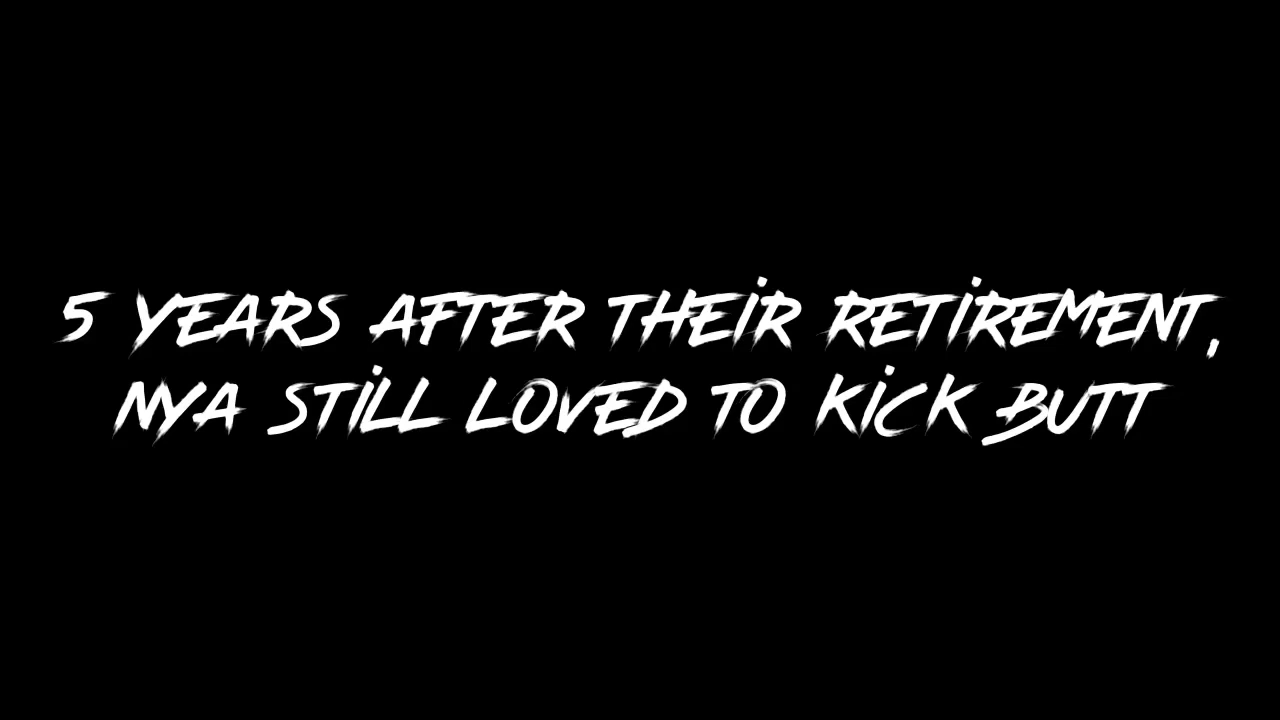 5 YEARS AFTER THEIR RETIREMENT,
NYA STILL LOVED TO KICK BUTT